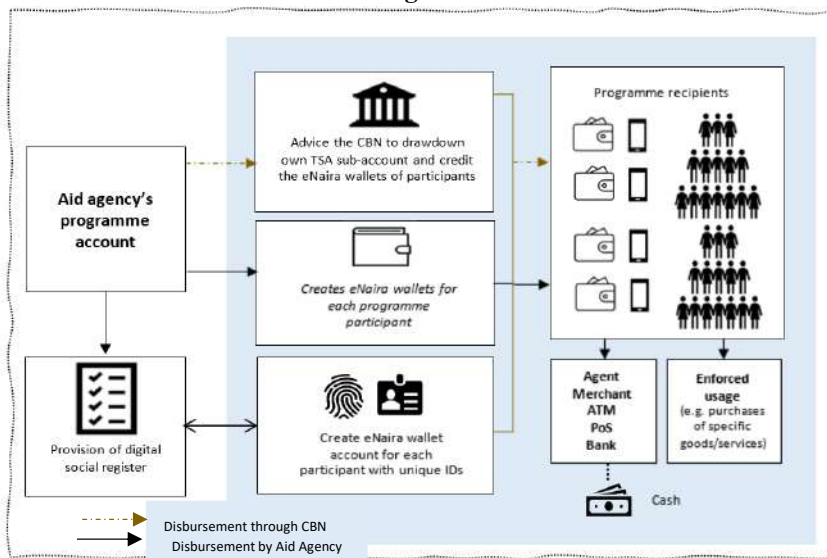 Advice the CBN to drawdown
own TSA sub-account and credit
the eNaira wallets of participants
Programme recipients
Aid agency's
programme
account
Creates eNaira wallets for
each programme
participant
Provision of digital
social register
Create eNaira wallet
account for each
participant with unique IDs
Agent
Merchant
ATM
PoS
Bank
Enforced
usage
(e.g. purchases
of specific
goods/services)
Cash
Disbursement through CBN
Disbursement by Aid Agency